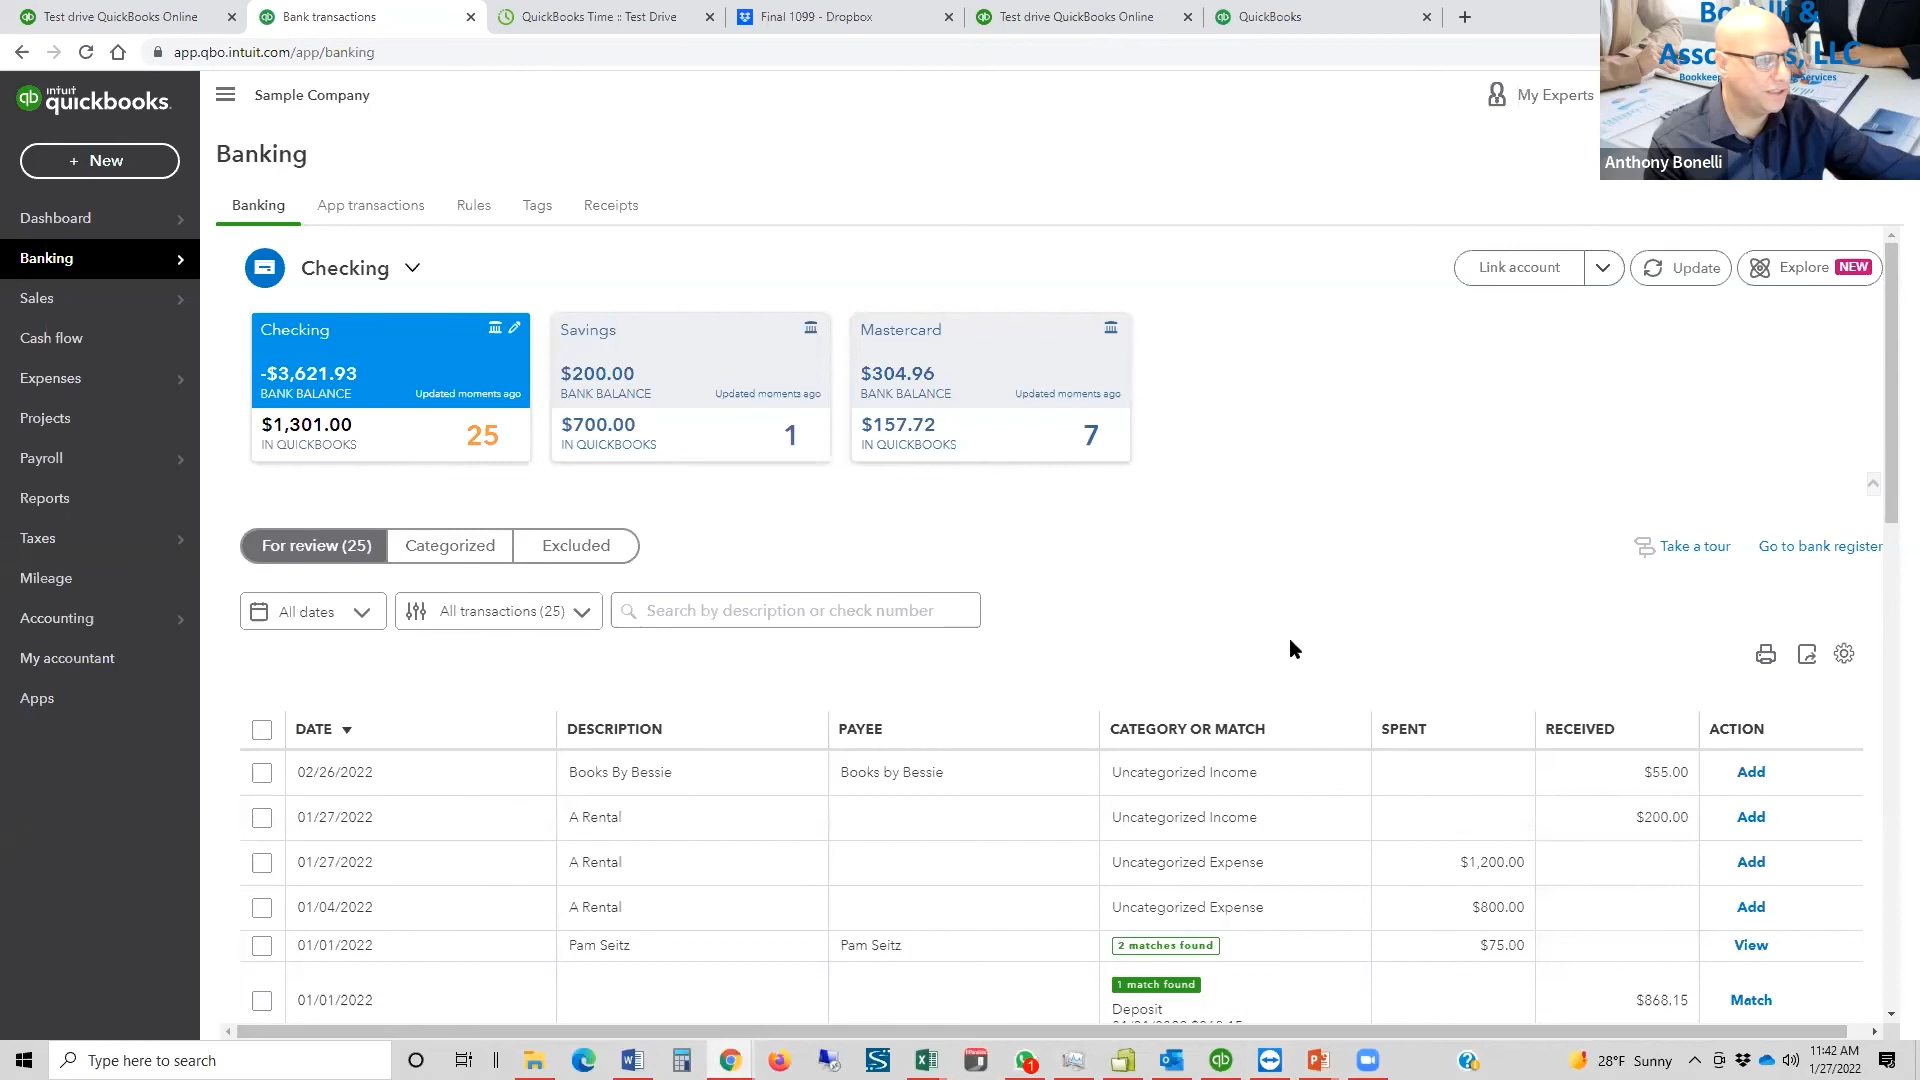 Test drive QuickBooks Online
Bank transactions
QuickBooks Time :: Test Drive
Final 1099 - Dropbox
Test drive QuickBooks Online
QuickBooks
app.qbo.intuit.com/app/banking
intuit
quickbooks.
Sample Company
My Experts
Anthony Bonelli
+ New
Banking
Dashboard
Banking
Sales
Cash flow
Expenses
Projects
Payroll
Reports
Taxes
Mileage
Accounting
My accountant
Apps
Banking App transactions Rules Tags Receipts
Checking
Link account
Update
Explore NEW
Checking
-$3,621.93
BANK BALANCE Updated moments ago
$1,301.00
IN QUICKBOOKS
25
Savings
$200.00
BANK BALANCE Updated moments ago
$700.00
IN QUICKBOOKS
1
Mastercard
$304.96
BANK BALANCE Updated moments ago
$157.72
IN QUICKBOOKS
7
For review (25) Categorized Excluded
Take a tour Go to bank register
All dates All transactions (25) Search by description or check number
DATE DESCRIPTION PAYEE CATEGORY OR MATCH SPENT RECEIVED ACTION
02/26/2022 Books By Bessie Books by Bessie Uncategorized Income $55.00 Add
01/27/2022 A Rental Uncategorized Income $200.00 Add
01/27/2022 A Rental Uncategorized Expense $1,200.00 Add
01/04/2022 A Rental Uncategorized Expense $800.00 Add
01/01/2022 Pam Seitz Pam Seitz 2 matches found $75.00 View
1 match found
01/01/2022 $868.15 Match
Deposit
Type here to search
1
28°F Sunny
11:42 AM
1/27/2022